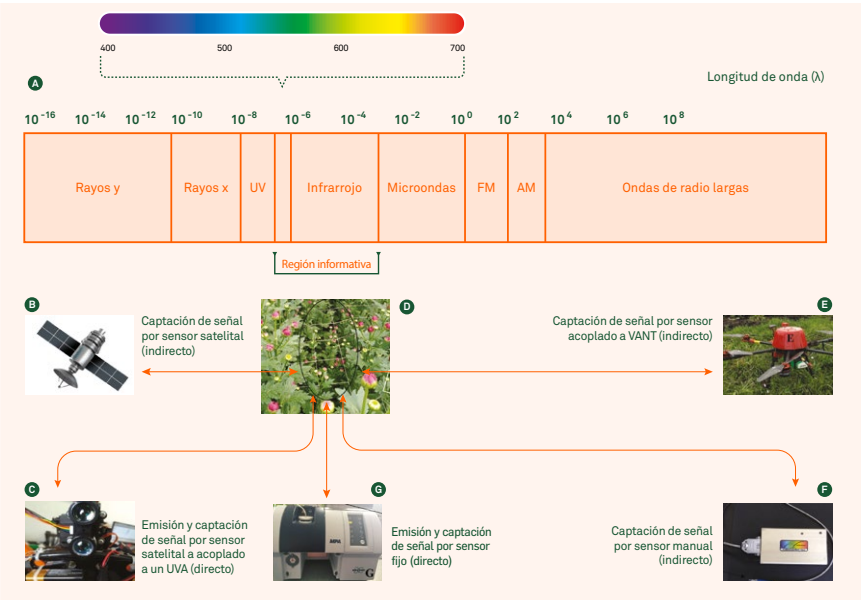 400 500 600 700
A
Longitud de onda (λ)
10⁻¹⁶ 10⁻¹⁴ 10⁻¹² 10⁻¹⁰ 10⁻⁸ 10⁻⁶ 10⁻⁴ 10⁻² 10⁰ 10² 10⁴ 10⁶ 10⁸
Rayos y Rayos x UV Infrarrojo Microondas FM AM Ondas de radio largas
Región informativa
B
Captación de señal
por sensor satelital
(indirecto)
D
E
Captación de señal por sensor
acoplado a VANT (indirecto)
E
C
Emisión y captación
de señal por sensor
satelital a acoplado
a un UVA (directo)
G
Emisión y captación
de señal por sensor
fijo (directo)
MPA
G
F
Captación de señal
por sensor manual
(indirecto)